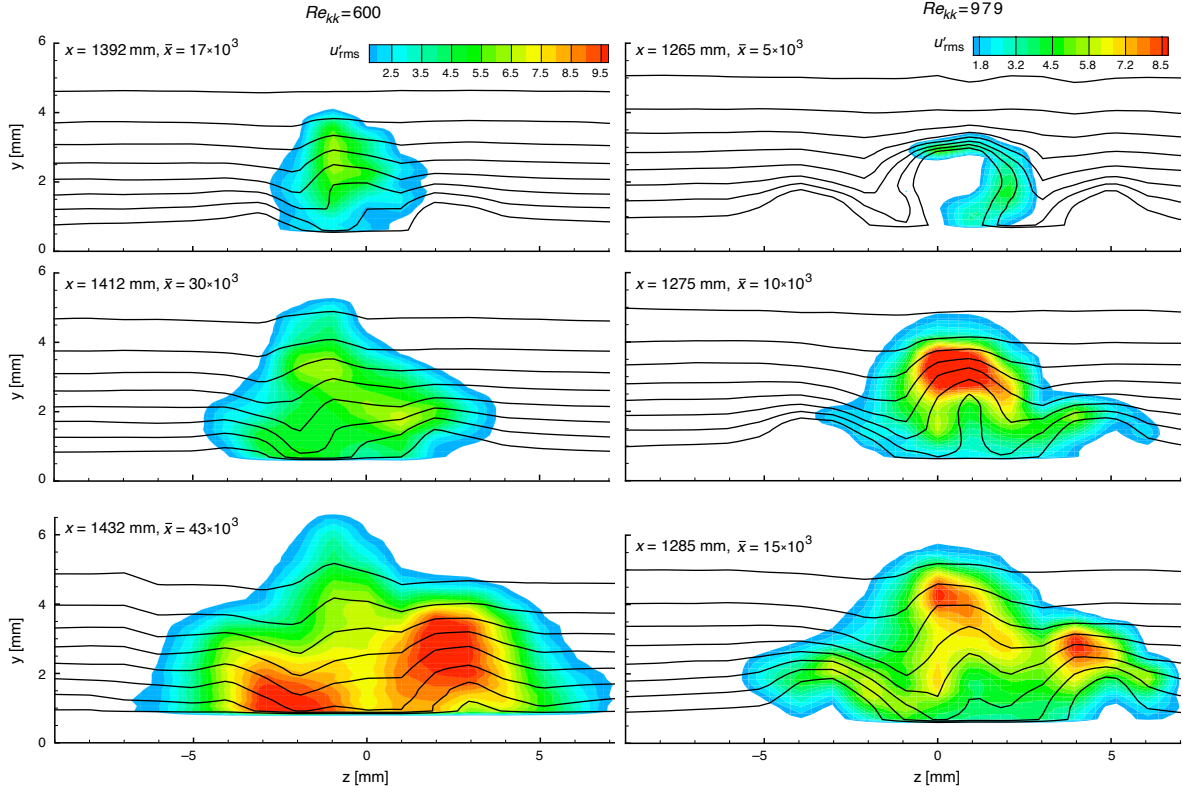 Re_kk=600
Re_kk=979
x = 1392 mm, x̄ = 17×10³
u'rms
2.5 4.5 5.5 6.5 7.5 8.5 9.5
x = 1265 mm, x̄ = 5×10³
u'rms
1.8 3.2 4.5 5.8 7.2 8.5
6
4
2
0
y [mm]
y [mm]
x = 1412 mm, x̄ = 30×10³
x = 1275 mm, x̄ = 10×10³
6
4
2
0
y [mm]
y [mm]
x = 1432 mm, x̄ = 43×10³
x = 1285 mm, x̄ = 15×10³
6
4
2
0
y [mm]
y [mm]
−5 0 5
−5 0 5
z [mm]
z [mm]